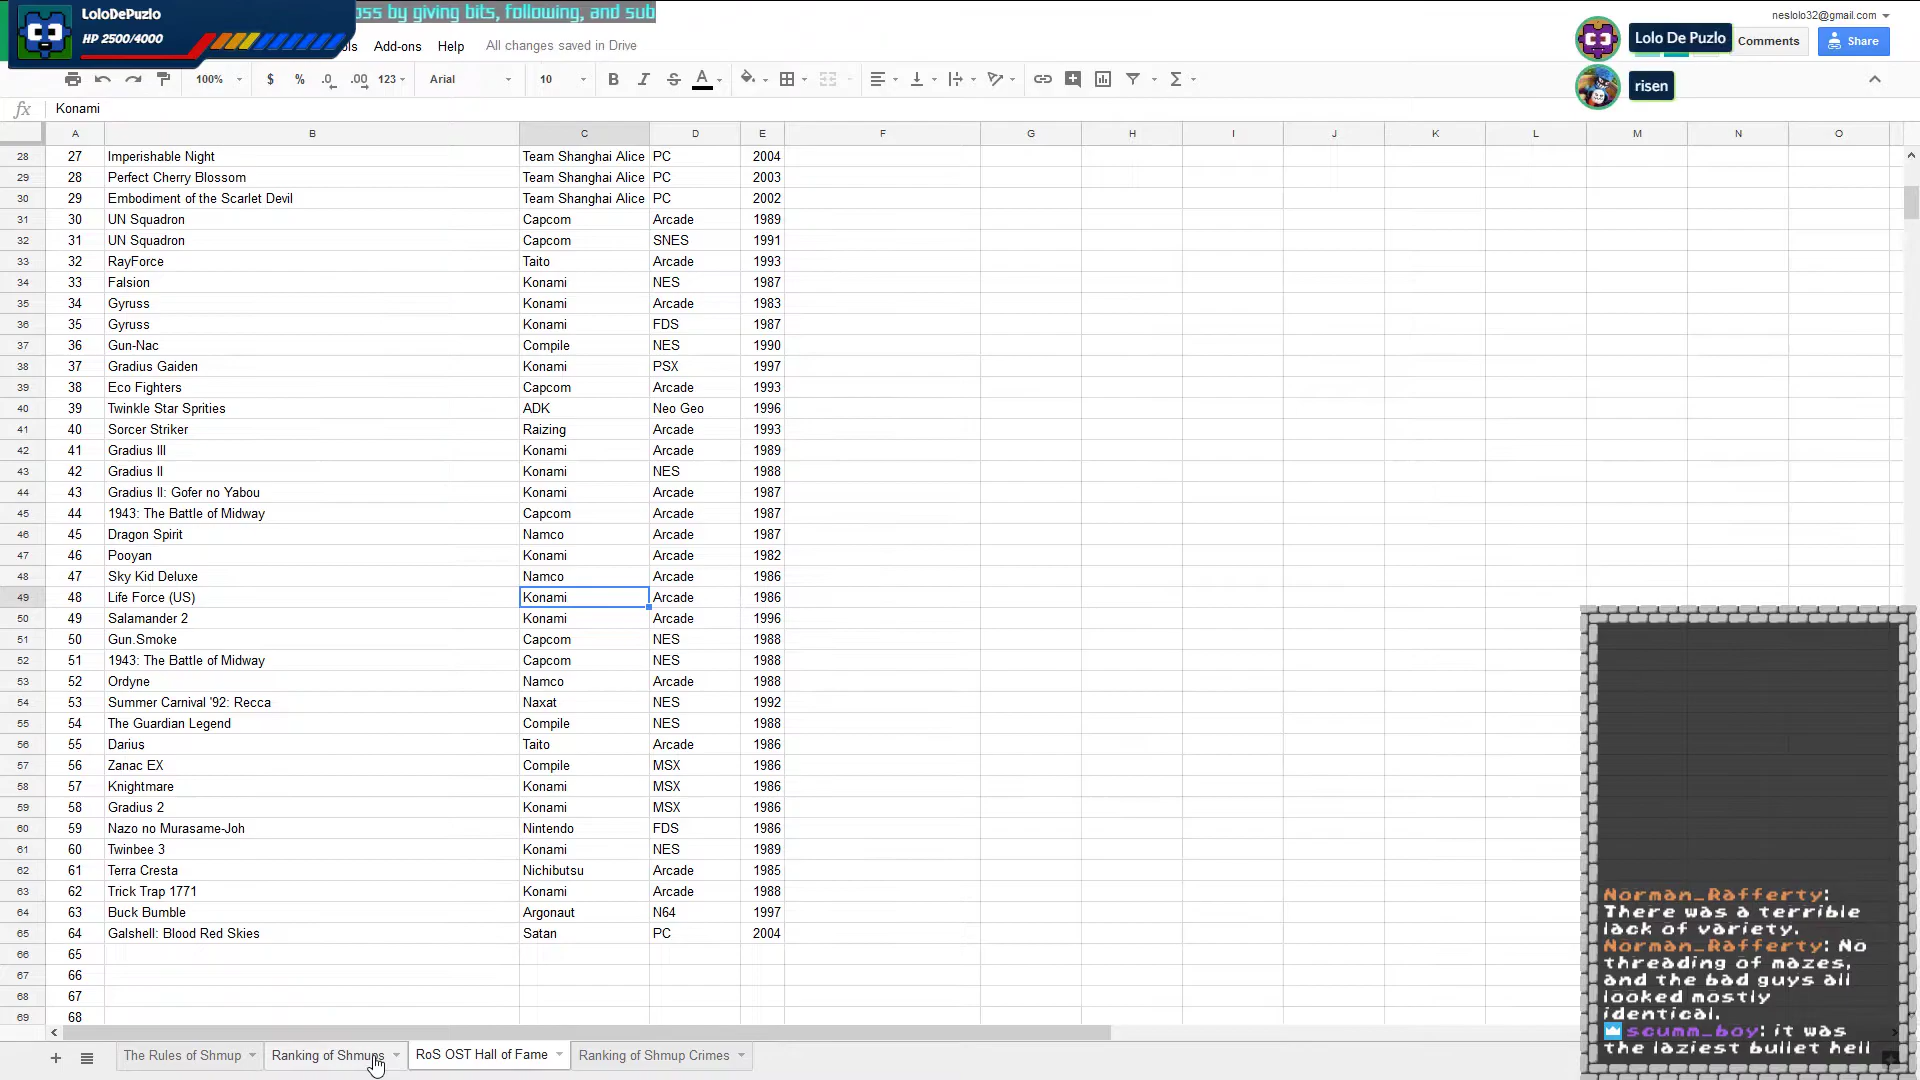 LoloDePuzlo
HP 2500/4000
oss by giving bits, following, and sub
neslolo32@gmail.com
Lolo De Puzlo
Comments
Share
risen
ols Add-ons Help All changes saved in Drive
100% $ % .0 .00 123 Arial 10 B I S A Σ
fx Konami
A B C D E F G H I J K L M N O
28 27 Imperishable Night Team Shanghai Alice PC 2004
29 28 Perfect Cherry Blossom Team Shanghai Alice PC 2003
30 29 Embodiment of the Scarlet Devil Team Shanghai Alice PC 2002
31 30 UN Squadron Capcom Arcade 1989
32 31 UN Squadron Capcom SNES 1991
33 32 RayForce Taito Arcade 1993
34 33 Falsion Konami NES 1987
35 34 Gyruss Konami Arcade 1983
36 35 Gyruss Konami FDS 1987
37 36 Gun-Nac Compile NES 1990
38 37 Gradius Gaiden Konami PSX 1997
39 38 Eco Fighters Capcom Arcade 1993
40 39 Twinkle Star Sprities ADK Neo Geo 1996
41 40 Sorcer Striker Raizing Arcade 1993
42 41 Gradius III Konami Arcade 1989
43 42 Gradius II Konami NES 1988
44 43 Gradius II: Gofer no Yabou Konami Arcade 1987
45 44 1943: The Battle of Midway Capcom Arcade 1987
46 45 Dragon Spirit Namco Arcade 1987
47 46 Pooyan Konami Arcade 1982
48 47 Sky Kid Deluxe Namco Arcade 1986
49 48 Life Force (US) Konami Arcade 1986
50 49 Salamander 2 Konami Arcade 1996
51 50 Gun.Smoke Capcom NES 1988
52 51 1943: The Battle of Midway Capcom NES 1988
53 52 Ordyne Namco Arcade 1988
54 53 Summer Carnival '92: Recca Naxat NES 1992
55 54 The Guardian Legend Compile NES 1988
56 55 Darius Taito Arcade 1986
57 56 Zanac EX Compile MSX 1986
58 57 Knightmare Konami MSX 1986
59 58 Gradius 2 Konami MSX 1986
60 59 Nazo no Murasame-Joh Nintendo FDS 1986
61 60 Twinbee 3 Konami NES 1989
62 61 Terra Cresta Nichibutsu Arcade 1985
63 62 Trick Trap 1771 Konami Arcade 1988
64 63 Buck Bumble Argonaut N64 1997
65 64 Galshell: Blood Red Skies Satan PC 2004
66 65
67 66
68 67
69 68
Norman_Rafferty:
There was a terrible
lack of variety.
Norman_Rafferty: No
threading of mazes,
and the bad guys all
looked mostly
identical.
scumm_boy: it was
the laziest bullet hell
The Rules of Shmup Ranking of Shmups RoS OST Hall of Fame Ranking of Shmup Crimes